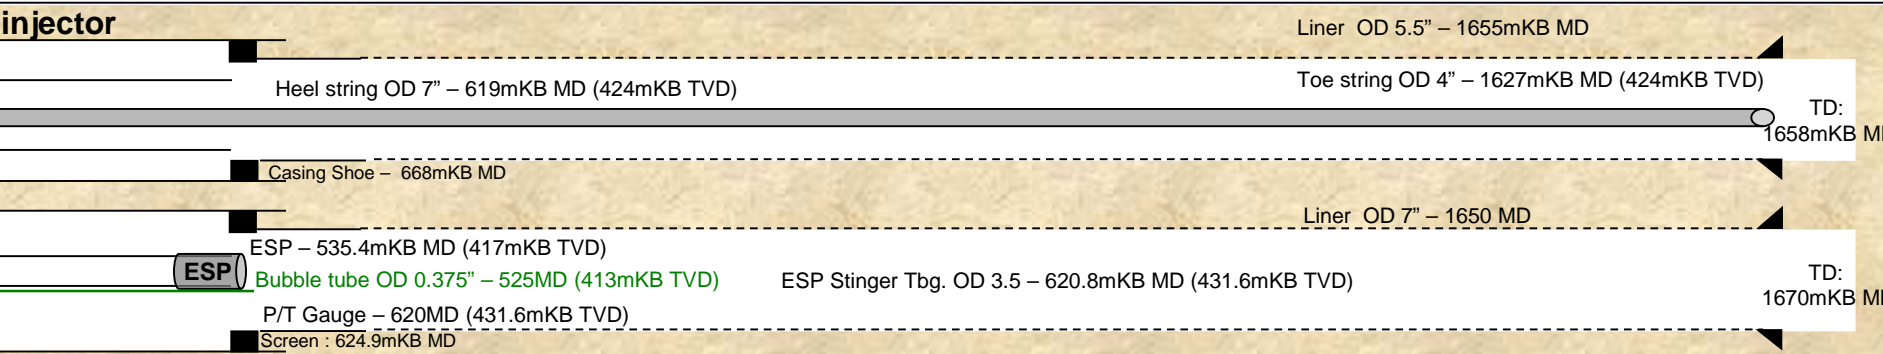 injector
Liner  OD 5.5” – 1655mKB MD
Heel string OD 7” – 619mKB MD (424mKB TVD)
Toe string OD 4” – 1627mKB MD (424mKB TVD)
TD:
1658mKB MD
Casing Shoe –  668mKB MD
Liner  OD 7” – 1650 MD
ESP – 535.4mKB MD (417mKB TVD)
ESP
Bubble tube OD 0.375” – 525MD (413mKB TVD)
ESP Stinger Tbg. OD 3.5 – 620.8mKB MD (431.6mKB TVD)
TD:
1670mKB MD
P/T Gauge – 620MD (431.6mKB TVD)
Screen : 624.9mKB MD